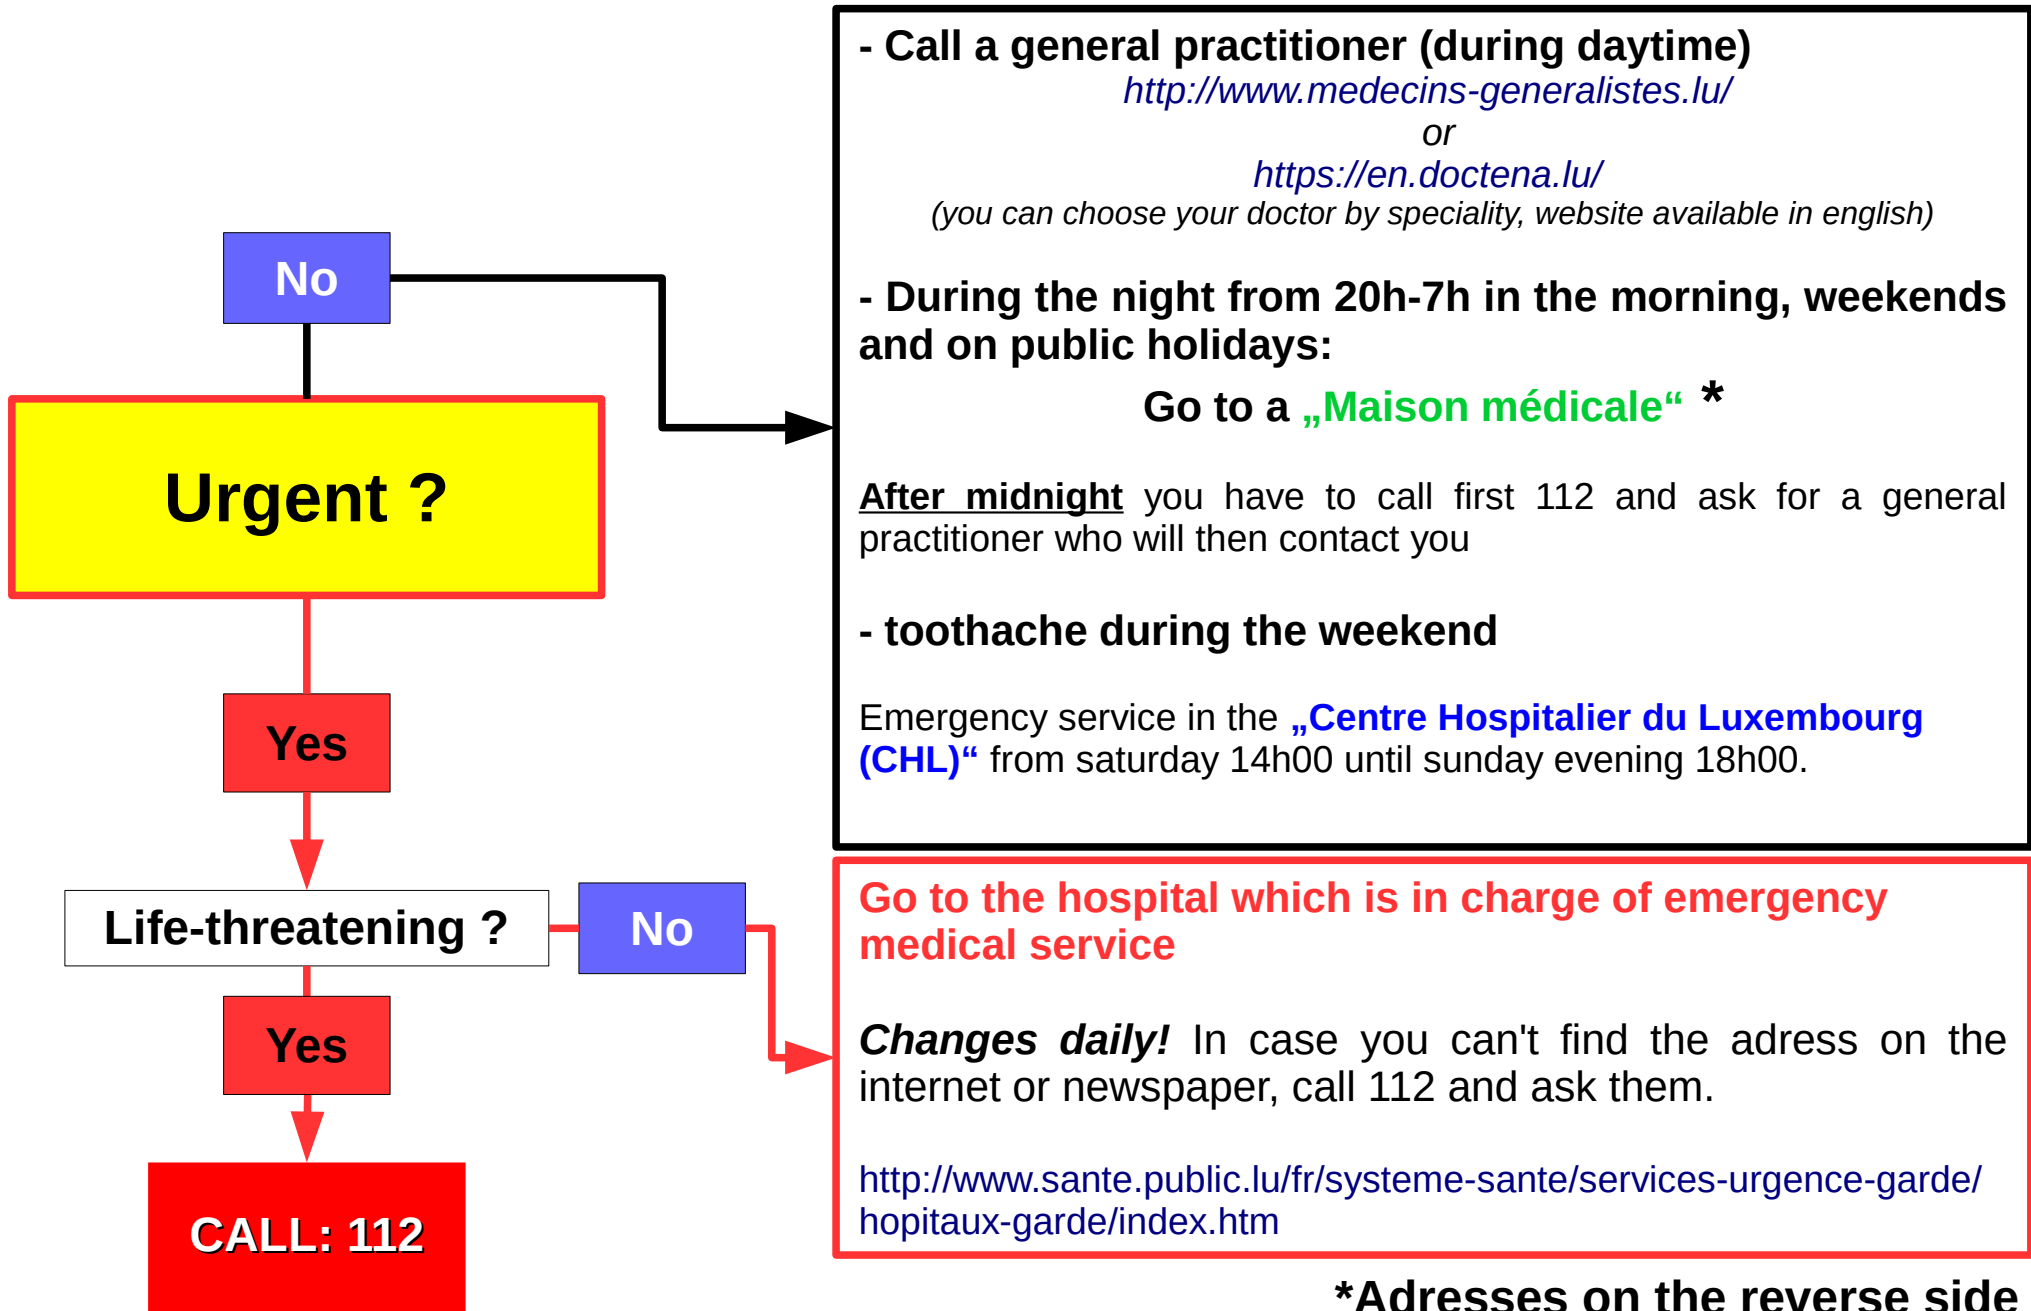 No
Urgent ?
Yes
Life-threatening ?
No
Yes
CALL: 112
- Call a general practitioner (during daytime)
http://www.medecins-generalistes.lu/
or
https://en.doctena.lu/
(you can choose your doctor by speciality, website available in english)
- During the night from 20h-7h in the morning, weekends
and on public holidays:
Go to a „Maison médicale“ *
After midnight you have to call first 112 and ask for a general
practitioner who will then contact you
- toothache during the weekend
Emergency service in the „Centre Hospitalier du Luxembourg
(CHL)“ from saturday 14h00 until sunday evening 18h00.
Go to the hospital which is in charge of emergency
medical service
Changes daily! In case you can't find the adress on the
internet or newspaper, call 112 and ask them.
http://www.sante.public.lu/fr/systeme-sante/services-urgence-garde/
hopitaux-garde/index.htm
*Adresses on the reverse side